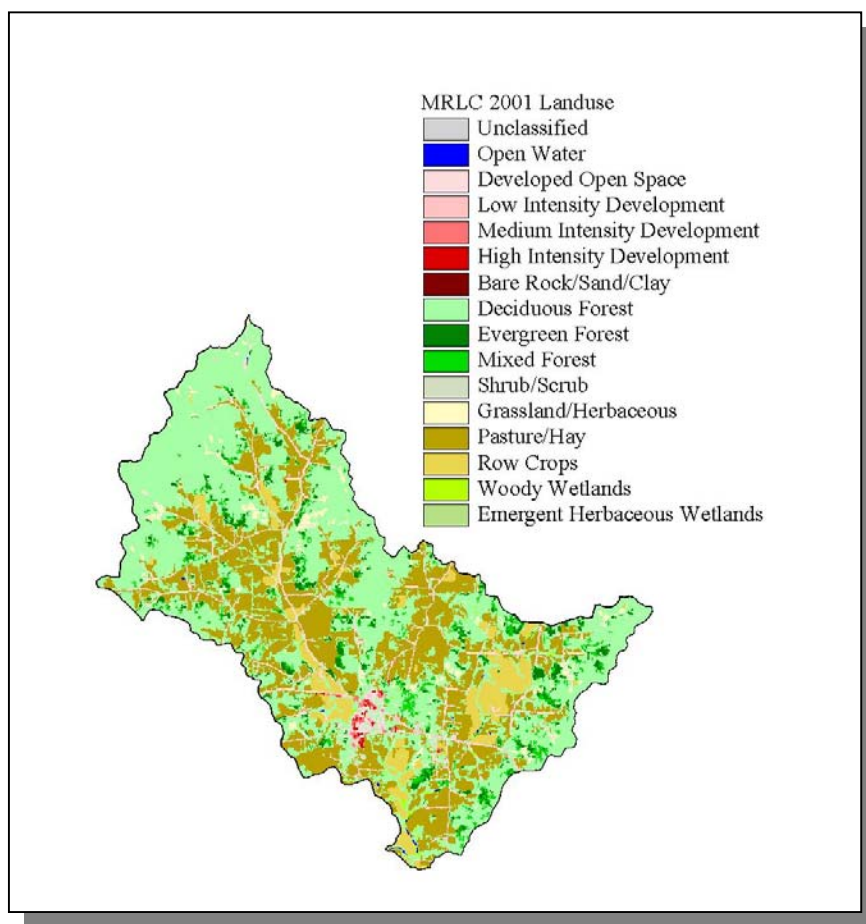 MRLC 2001 Landuse
Unclassified
Open Water
Developed Open Space
Low Intensity Development
Medium Intensity Development
High Intensity Development
Bare Rock/Sand/Clay
Deciduous Forest
Evergreen Forest
Mixed Forest
Shrub/Scrub
Grassland/Herbaceous
Pasture/Hay
Row Crops
Woody Wetlands
Emergent Herbaceous Wetlands